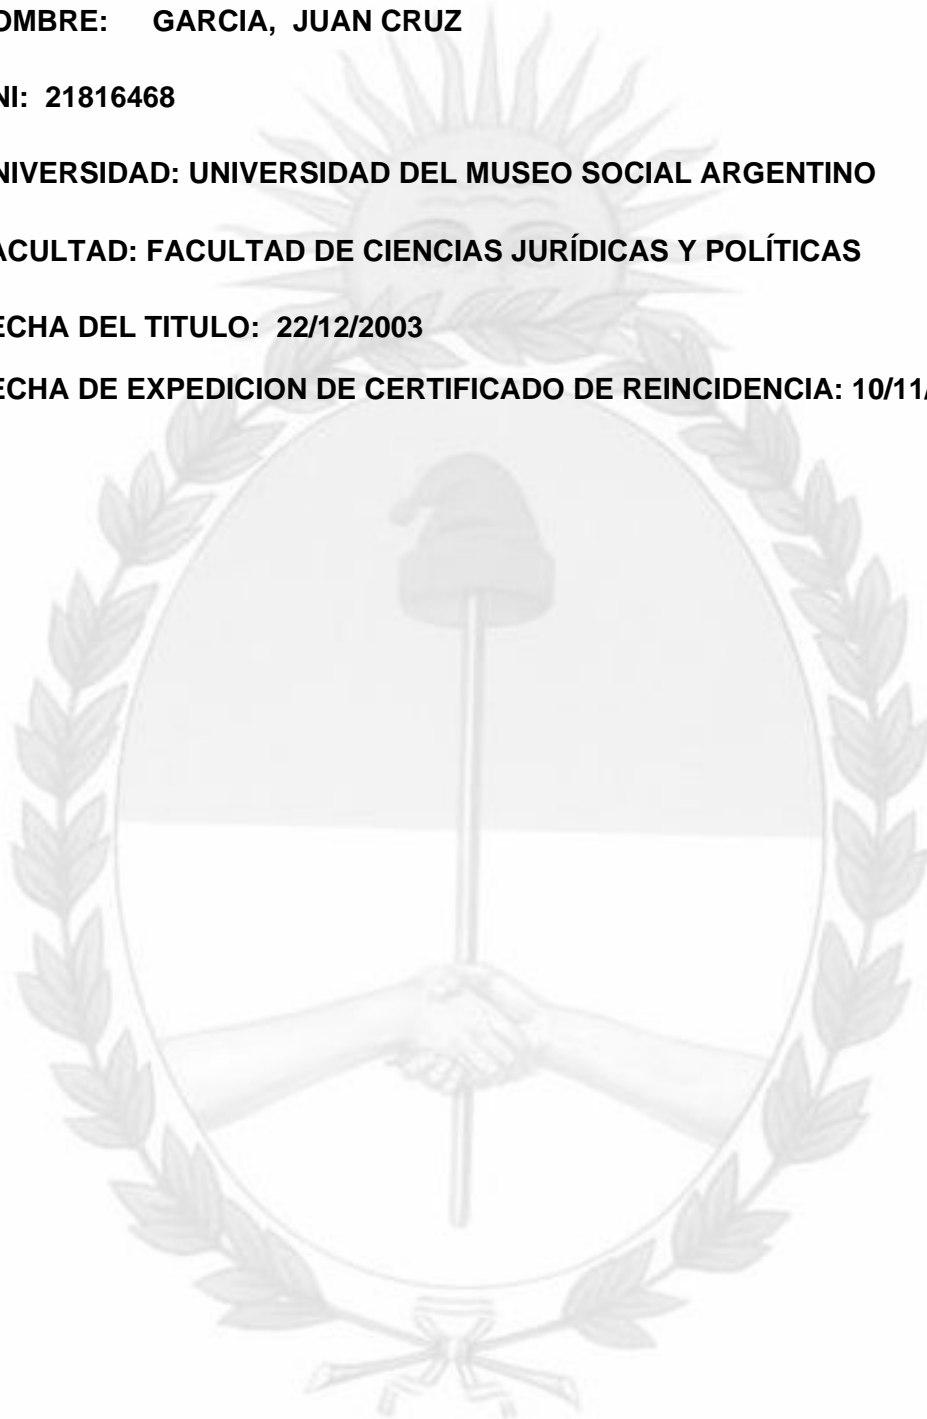 OMBRE: GARCIA, JUAN CRUZ
NI: 21816468
NIVERSIDAD: UNIVERSIDAD DEL MUSEO SOCIAL ARGENTINO
ACULTAD: FACULTAD DE CIENCIAS JURÍDICAS Y POLÍTICAS
ECHA DEL TITULO: 22/12/2003
ECHA DE EXPEDICION DE CERTIFICADO DE REINCIDENCIA: 10/11/